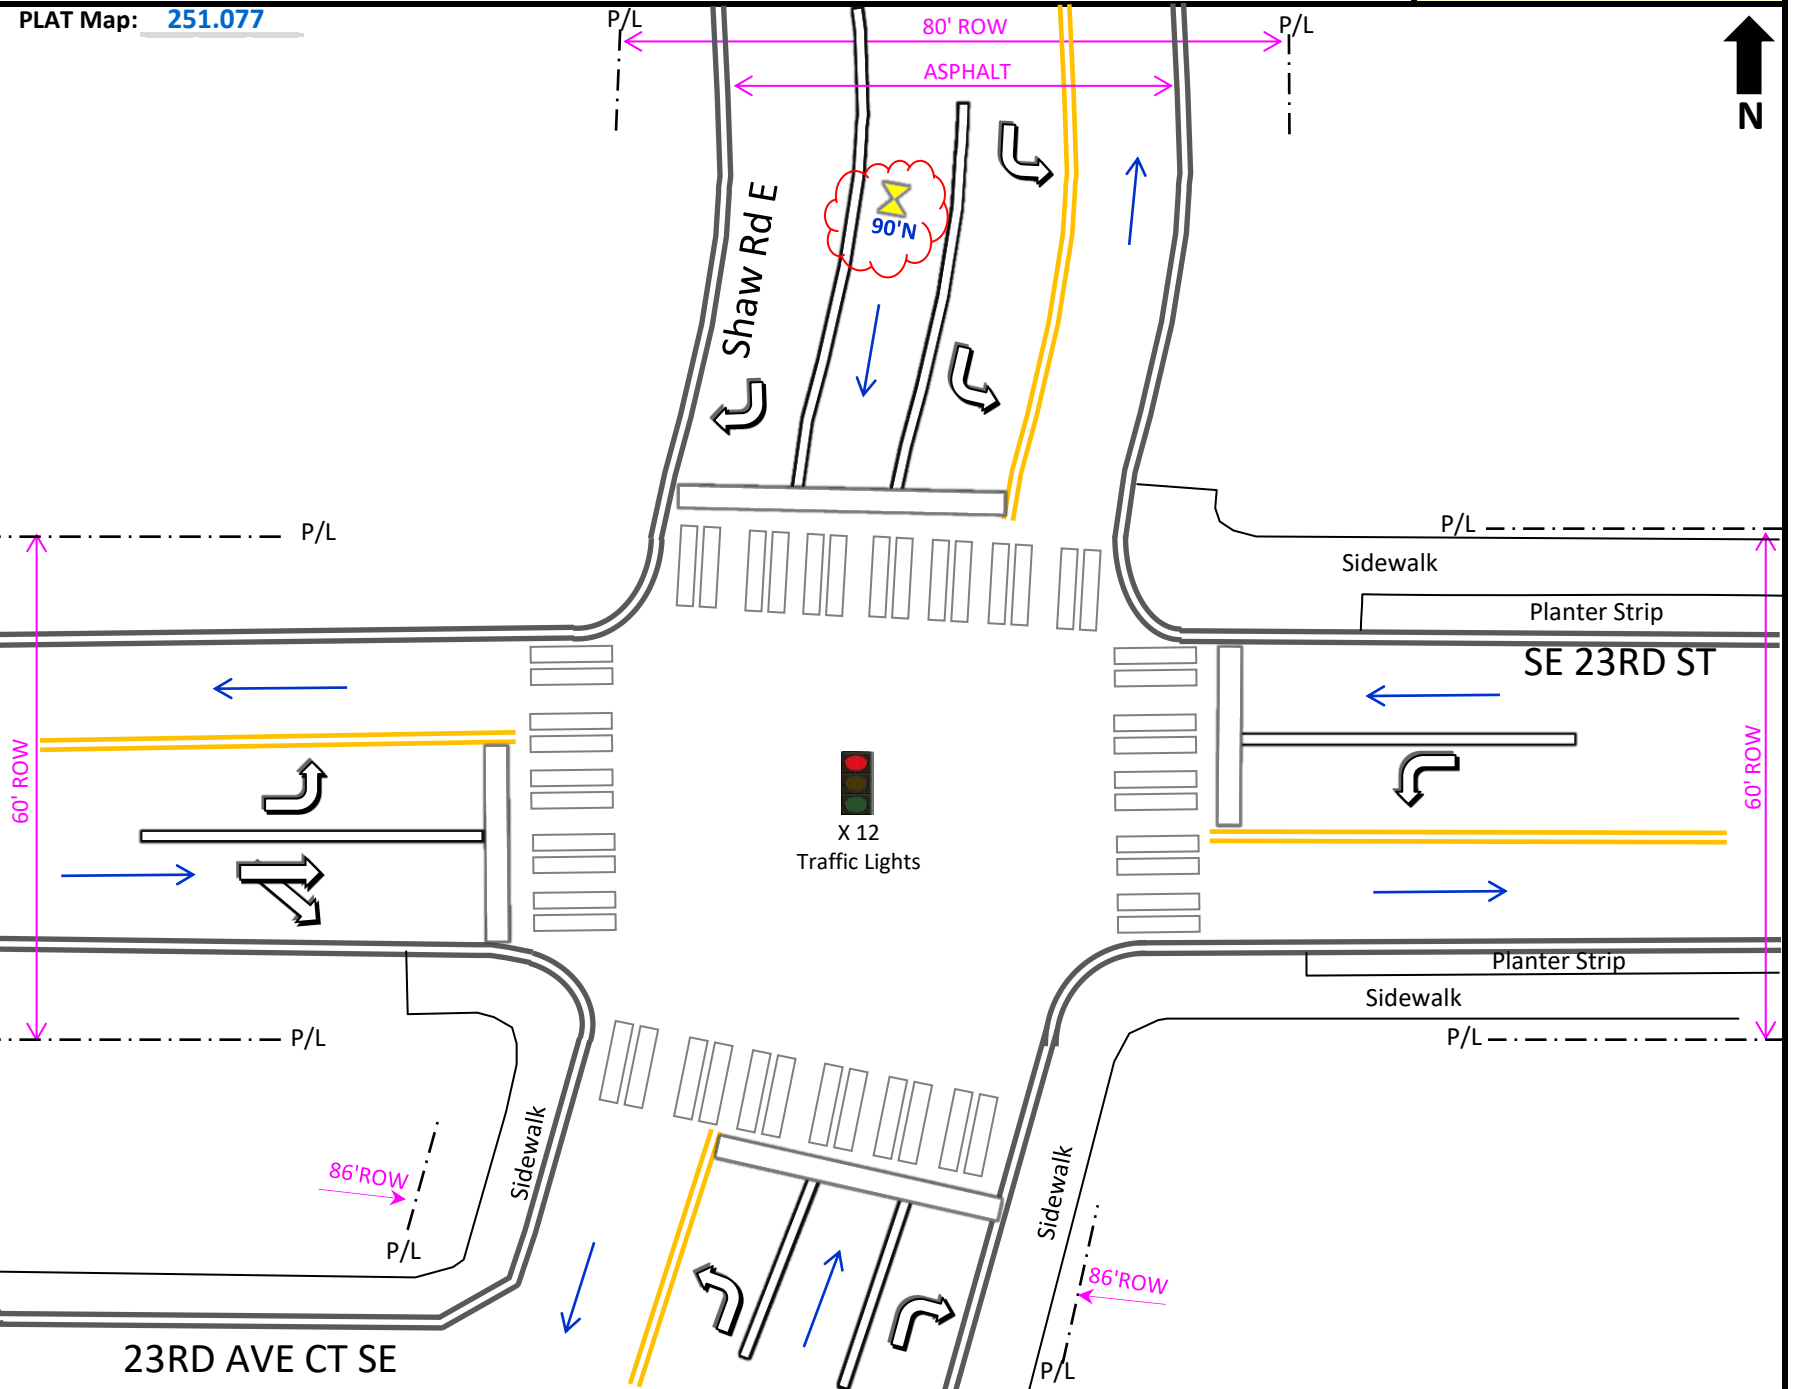 PLAT Map: 251.077
P/L
80' ROW
P/L
ASPHALT
N
Shaw Rd E
90'N
P/L
P/L
Sidewalk
Planter Strip
SE 23RD ST
60' ROW
60' ROW
X 12
Traffic Lights
Planter Strip
Sidewalk
P/L
P/L
Sidewalk
86'ROW
P/L
Sidewalk
86'ROW
P/L
23RD AVE CT SE